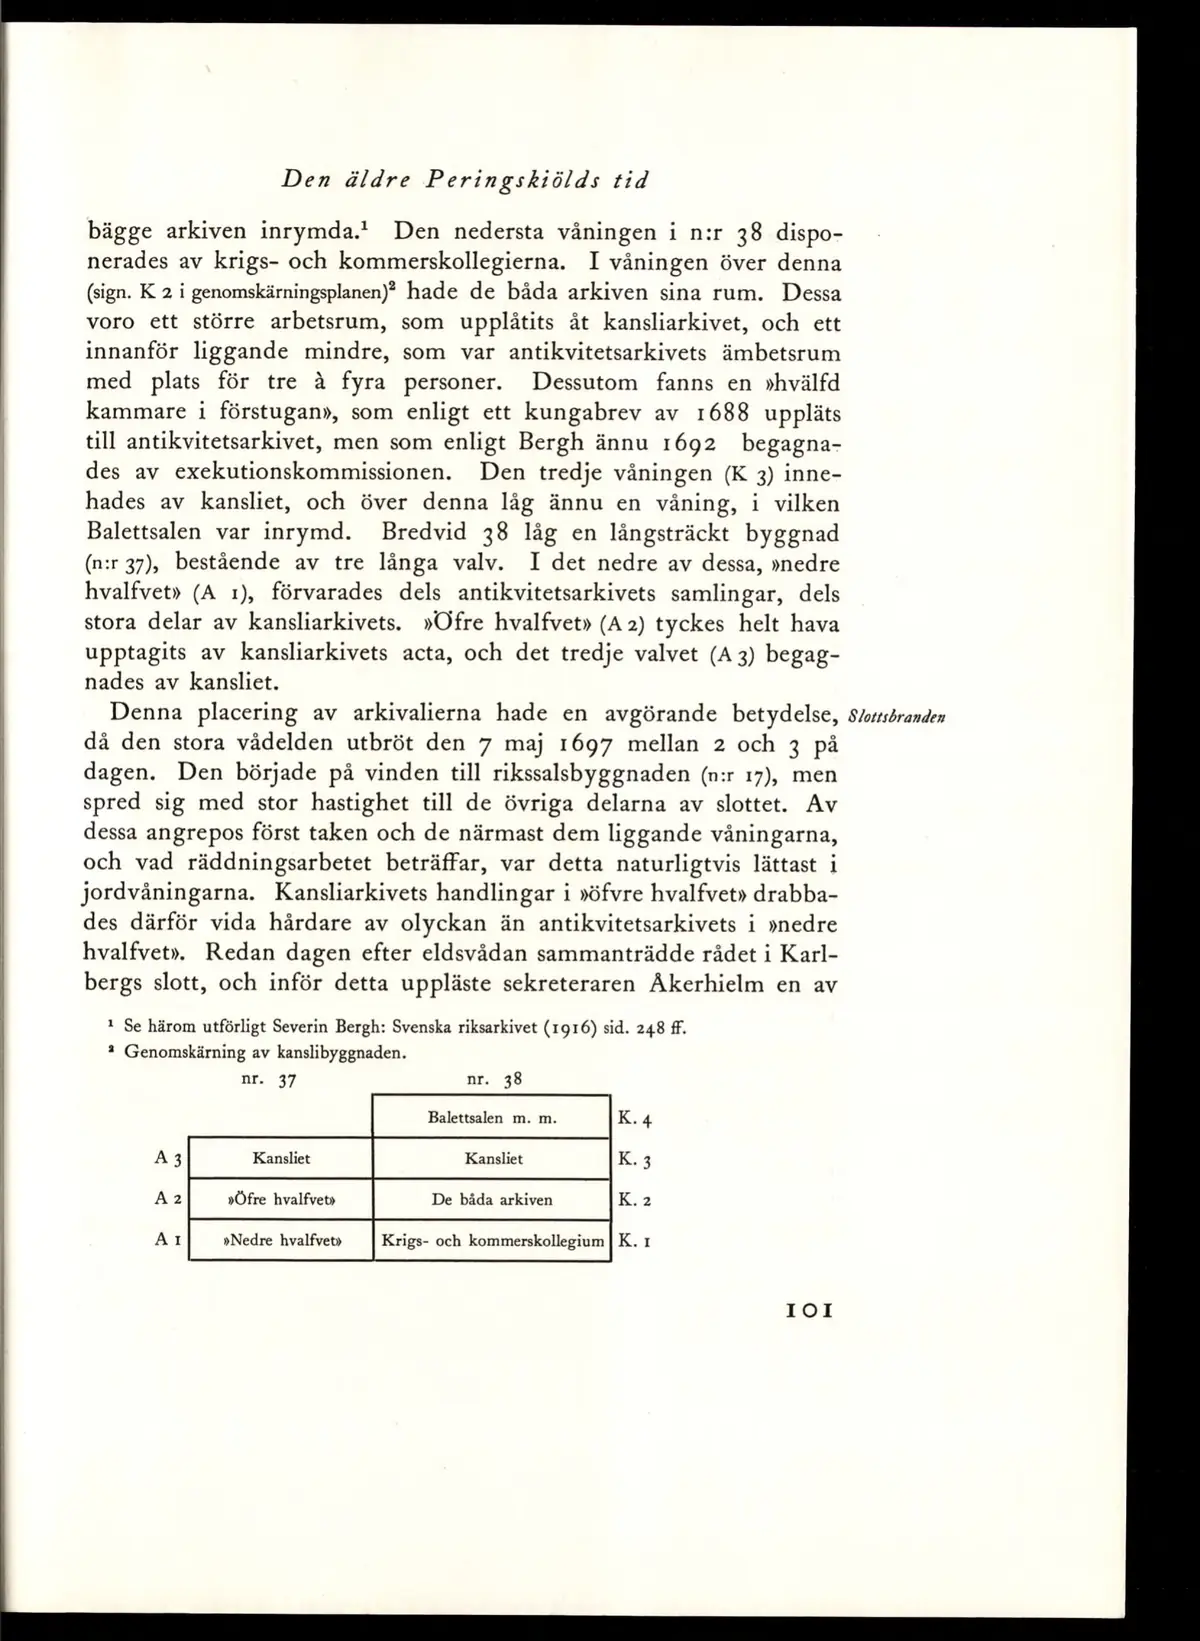 Den äldre Peringskiölds tid
bägge arkiven inrymda.¹ Den nedersta våningen i n:r 38 dispo-
nerades av krigs- och kommerskollegierna. I våningen över denna
(sign. K 2 i genomskärningsplanen)² hade de båda arkiven sina rum. Dessa
voro ett större arbetsrum, som upplåtits åt kansliarkivet, och ett
innanför liggande mindre, som var antikvitetsarkivets ämbetsrum
med plats för tre à fyra personer. Dessutom fanns en »hvälfd
kammare i förstugan», som enligt ett kungabrev av 1688 uppläts
till antikvitetsarkivet, men som enligt Bergh ännu 1692 begagna-
des av exekutionskommissionen. Den tredje våningen (K 3) inne-
hades av kansliet, och över denna låg ännu en våning, i vilken
Balettsalen var inrymd. Bredvid 38 låg en långsträckt byggnad
(n:r 37), bestående av tre långa valv. I det nedre av dessa, »nedre
hvalfvet» (A 1), förvarades dels antikvitetsarkivets samlingar, dels
stora delar av kansliarkivets. »Öfre hvalfvet» (A 2) tyckes helt hava
upptagits av kansliarkivets acta, och det tredje valvet (A 3) begag-
nades av kansliet.
Denna placering av arkivalierna hade en avgörande betydelse, Slottsbranden
då den stora vådelden utbröt den 7 maj 1697 mellan 2 och 3 på
dagen. Den började på vinden till rikssalsbyggnaden (n:r 17), men
spred sig med stor hastighet till de övriga delarna av slottet. Av
dessa angrepos först taken och de närmast dem liggande våningarna,
och vad räddningsarbetet beträffar, var detta naturligtvis lättast i
jordvåningarna. Kansliarkivets handlingar i »öfvre hvalfvet» drabba-
des därför vida hårdare av olyckan än antikvitetsarkivets i »nedre
hvalfvet». Redan dagen efter eldsvådan sammanträdde rådet i Karl-
bergs slott, och inför detta uppläste sekreteraren Åkerhielm en av
¹ Se härom utförligt Severin Bergh: Svenska riksarkivet (1916) sid. 248 ff.
² Genomskärning av kanslibyggnaden.
nr. 37 nr. 38
Balettsalen m. m. K. 4
A 3 Kansliet Kansliet K. 3
A 2 »Öfre hvalfvet» De båda arkiven K. 2
A 1 »Nedre hvalfvet» Krigs- och kommerskollegium K. 1
101